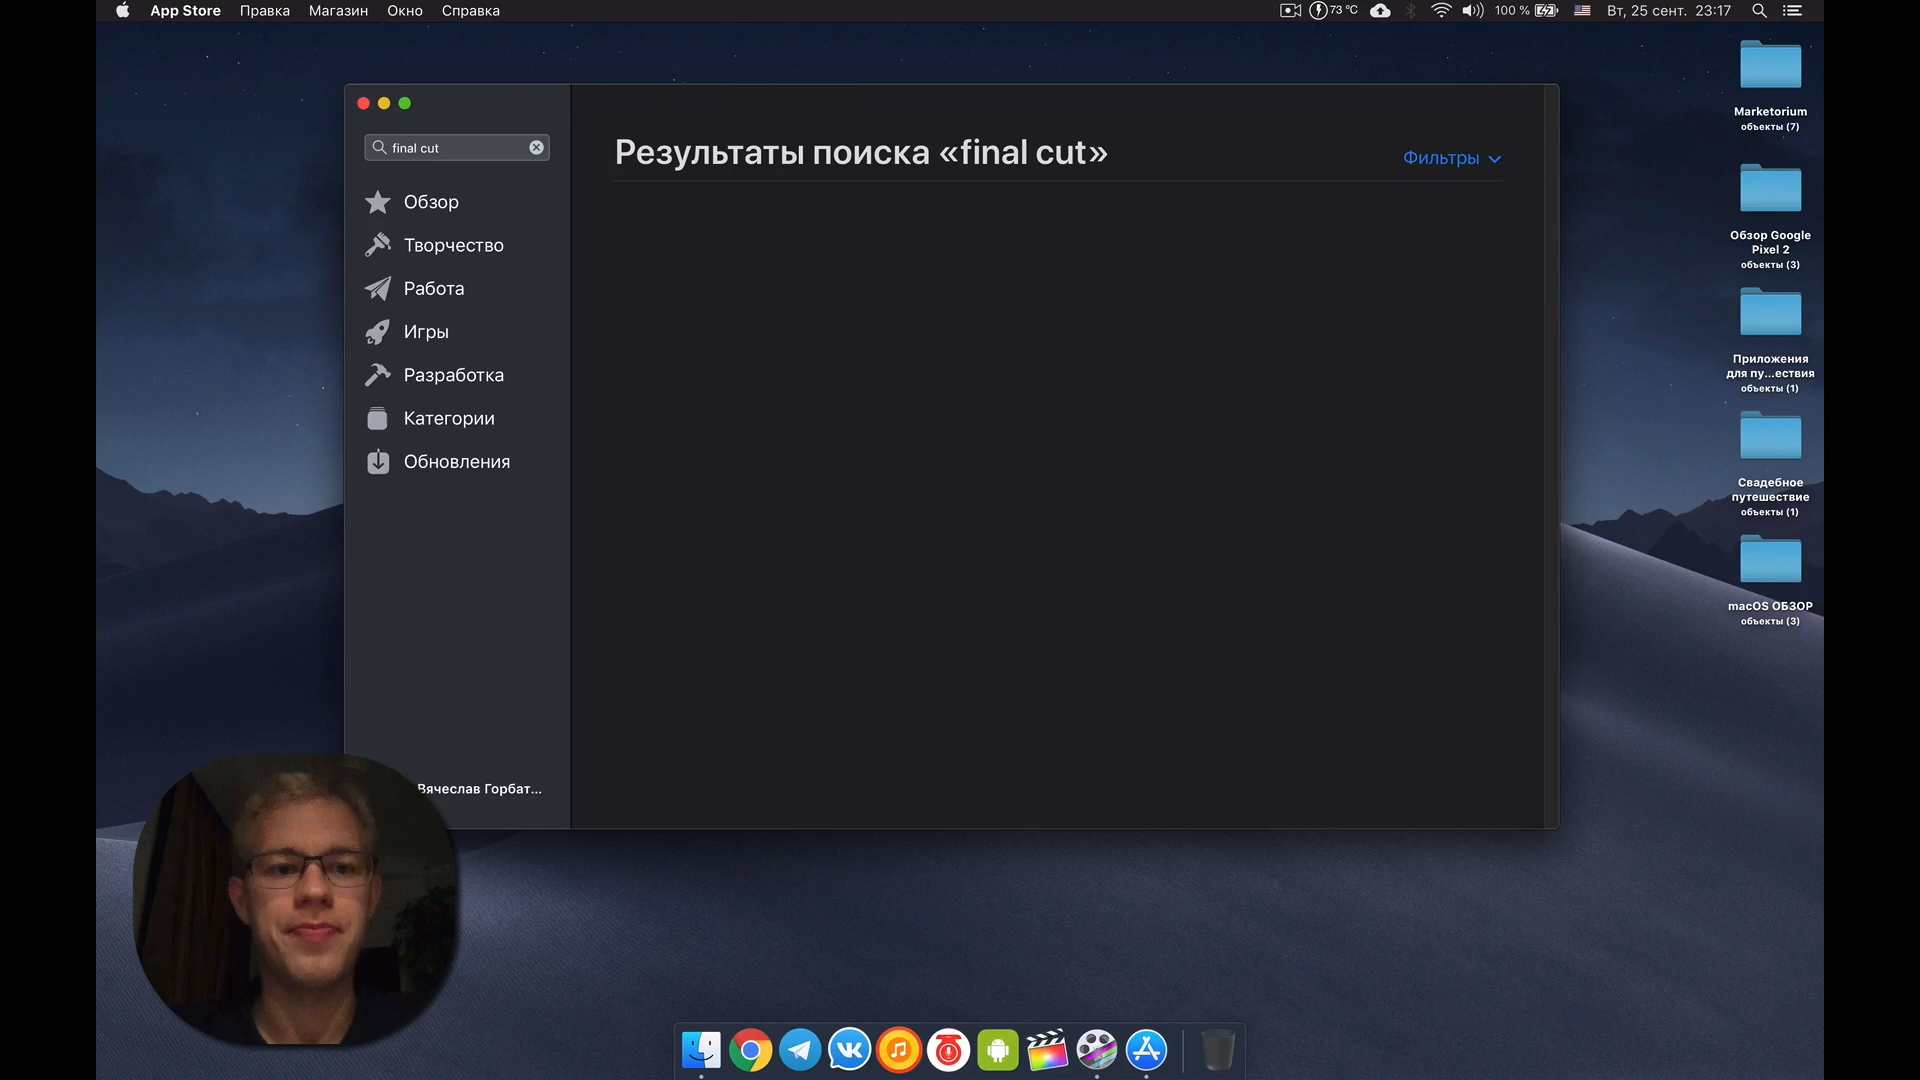 App Store Правка Магазин Окно Справка 73 °C 100 % Вт, 25 сент. 23:17
final cut
Обзор
Творчество
Работа
Игры
Разработка
Категории
Обновления
Вячеслав Горбат...
Результаты поиска «final cut»
Фильтры
Marketorium
объекты (7)
Обзор Google
Pixel 2
объекты (3)
Приложения
для пу...ествия
объекты (1)
Свадебное
путешествие
объекты (1)
macOS ОБЗОР
объекты (3)